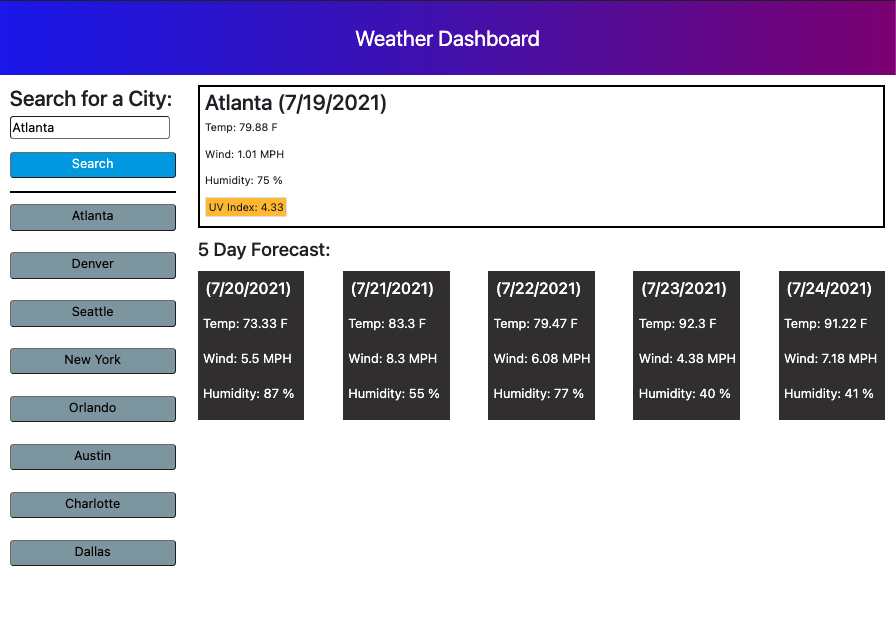 Weather Dashboard
Search for a City:
Atlanta
Search
Atlanta
Denver
Seattle
New York
Orlando
Austin
Charlotte
Dallas
Atlanta (7/19/2021)
Temp: 79.88 F
Wind: 1.01 MPH
Humidity: 75 %
UV Index: 4.33
5 Day Forecast:
(7/20/2021)
Temp: 73.33 F
Wind: 5.5 MPH
Humidity: 87 %
(7/21/2021)
Temp: 83.3 F
Wind: 8.3 MPH
Humidity: 55 %
(7/22/2021)
Temp: 79.47 F
Wind: 6.08 MPH
Humidity: 77 %
(7/23/2021)
Temp: 92.3 F
Wind: 4.38 MPH
Humidity: 40 %
(7/24/2021)
Temp: 91.22 F
Wind: 7.18 MPH
Humidity: 41 %